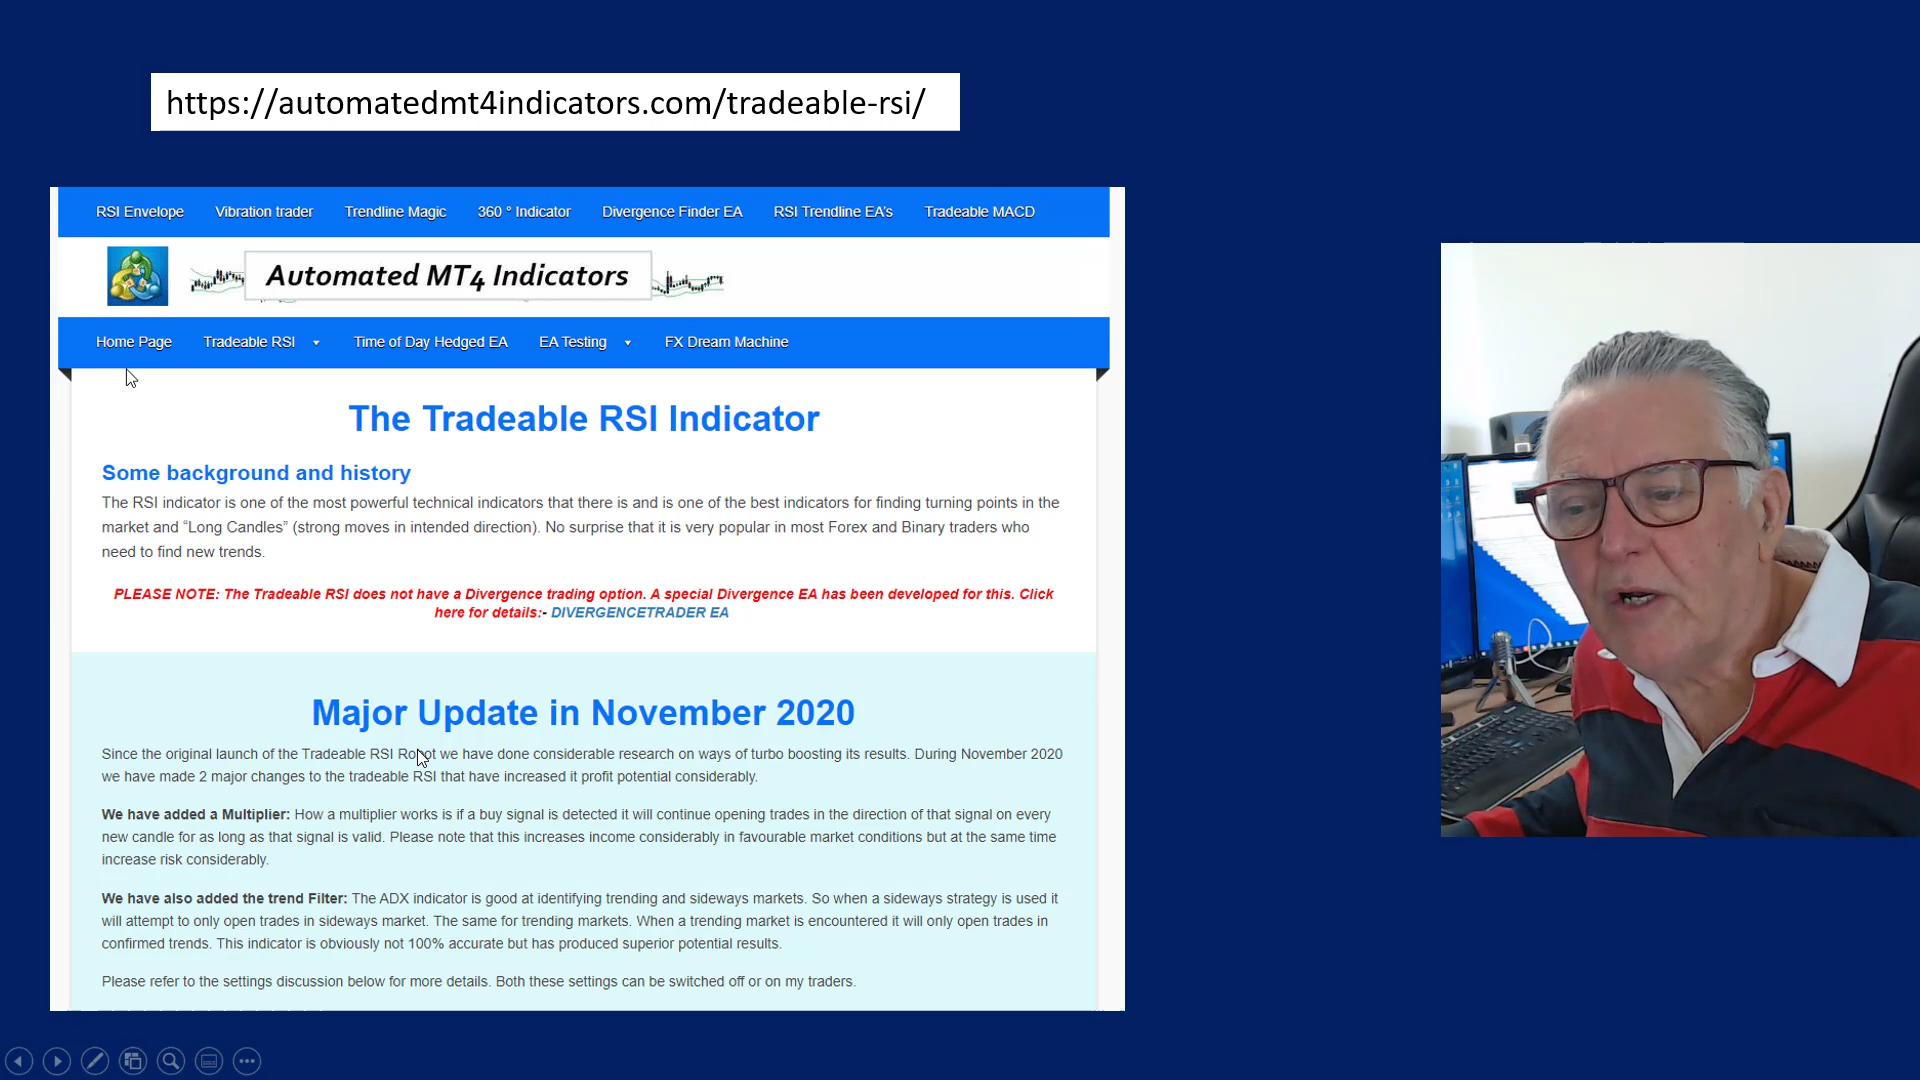 https://automatedmt4indicators.com/tradeable-rsi/
RSI Envelope Vibration trader Trendline Magic 360 ° Indicator Divergence Finder EA RSI Trendline EA's Tradeable MACD
Automated MT4 Indicators
Home Page Tradeable RSI Time of Day Hedged EA EA Testing FX Dream Machine
The Tradeable RSI Indicator
Some background and history
The RSI indicator is one of the most powerful technical indicators that there is and is one of the best indicators for finding turning points in the
market and “Long Candles” (strong moves in intended direction). No surprise that it is very popular in most Forex and Binary traders who
need to find new trends.
PLEASE NOTE: The Tradeable RSI does not have a Divergence trading option. A special Divergence EA has been developed for this. Click
here for details:- DIVERGENCETRADER EA
Major Update in November 2020
Since the original launch of the Tradeable RSI Robot we have done considerable research on ways of turbo boosting its results. During November 2020
we have made 2 major changes to the tradeable RSI that have increased it profit potential considerably.
We have added a Multiplier: How a multiplier works is if a buy signal is detected it will continue opening trades in the direction of that signal on every
new candle for as long as that signal is valid. Please note that this increases income considerably in favourable market conditions but at the same time
increase risk considerably.
We have also added the trend Filter: The ADX indicator is good at identifying trending and sideways markets. So when a sideways strategy is used it
will attempt to only open trades in sideways market. The same for trending markets. When a trending market is encountered it will only open trades in
confirmed trends. This indicator is obviously not 100% accurate but has produced superior potential results.
Please refer to the settings discussion below for more details. Both these settings can be switched off or on my traders.